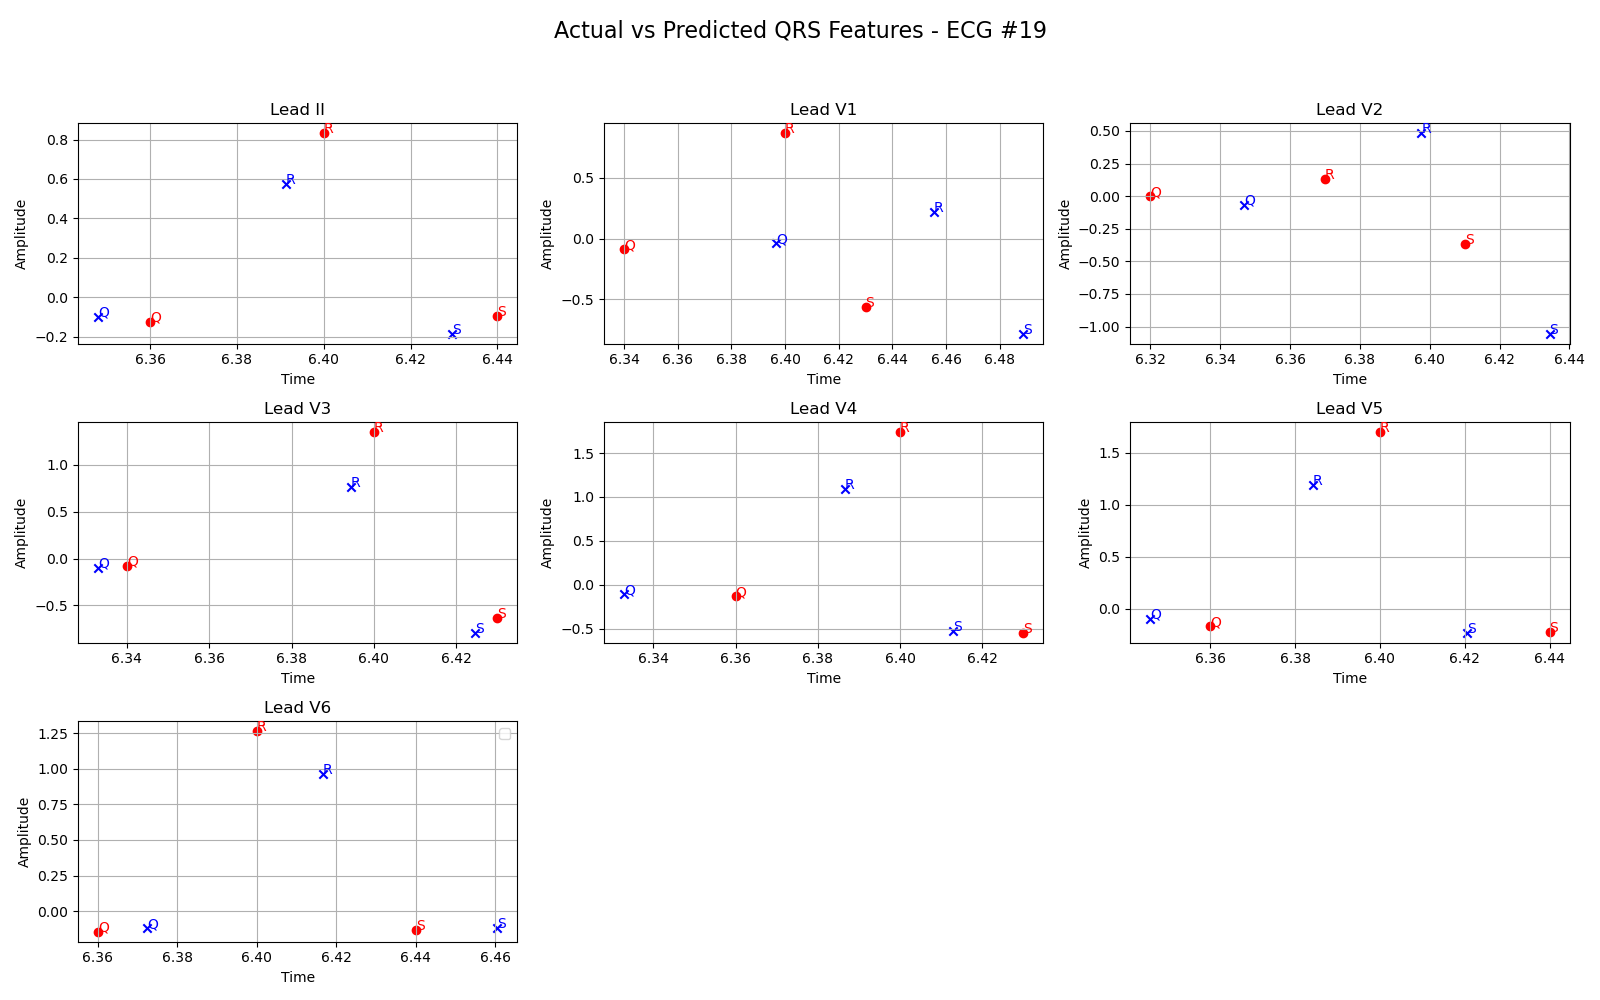 Actual vs Predicted QRS Features - ECG #19
Lead II
Amplitude
0.8
0.6
0.4
0.2
0.0
−0.2
R
R
Q
Q
S
S
6.36 6.38 6.40 6.42 6.44
Time
Lead V1
Amplitude
0.5
0.0
−0.5
R
R
Q
Q
S
S
6.34 6.36 6.38 6.40 6.42 6.44 6.46 6.48
Time
Lead V2
Amplitude
0.50
0.25
0.00
−0.25
−0.50
−0.75
−1.00
R
R
Q
Q
S
S
6.32 6.34 6.36 6.38 6.40 6.42 6.44
Time
Lead V3
Amplitude
1.0
0.5
0.0
−0.5
R
R
Q
Q
S
S
6.34 6.36 6.38 6.40 6.42
Time
Lead V4
Amplitude
1.5
1.0
0.5
0.0
−0.5
R
R
Q
Q
S
S
6.34 6.36 6.38 6.40 6.42
Time
Lead V5
Amplitude
1.5
1.0
0.5
0.0
R
R
Q
Q
S
S
6.36 6.38 6.40 6.42 6.44
Time
Lead V6
Amplitude
1.25
1.00
0.75
0.50
0.25
0.00
R
R
Q
Q
S
S
6.36 6.38 6.40 6.42 6.44 6.46
Time